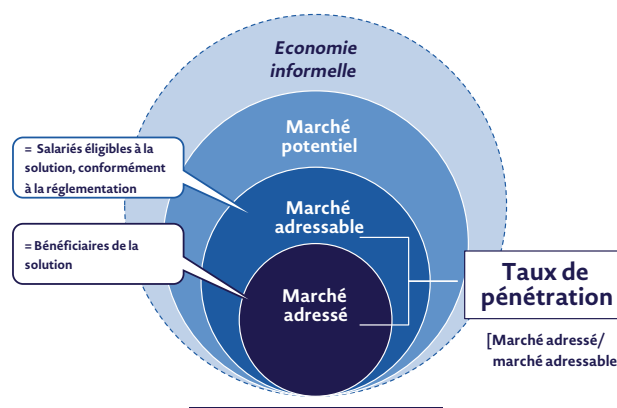 Economie
informelle
Marché
potentiel
= Salariés éligibles à la
solution, conformément
à la réglementation
Marché
adressable
= Bénéficiaires de la
solution
Marché
adressé
Taux de
pénétration
[Marché adressé/
marché adressable